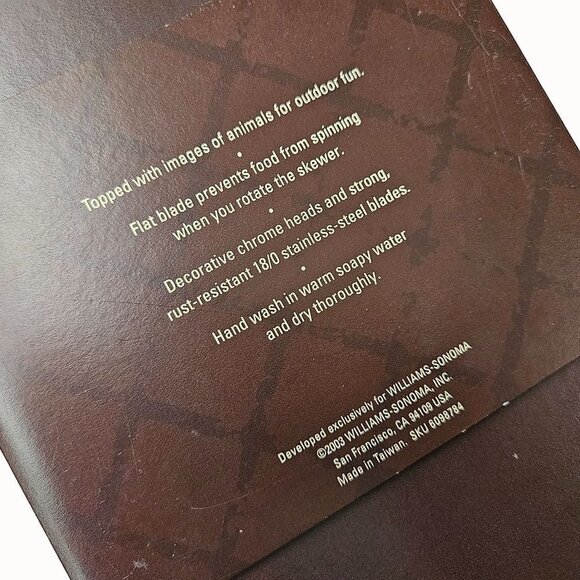 Topped with images of animals for outdoor fun.
•
Flat blade prevents food from spinning
when you rotate the skewer.
•
Decorative chrome heads and strong,
rust-resistant 18/0 stainless-steel blades.
•
Hand wash in warm soapy water
and dry thoroughly.
Developed exclusively for WILLIAMS-SONOMA
©2003 WILLIAMS-SONOMA, INC.
San Francisco, CA 94109 USA
Made in Taiwan. SKU 6098784